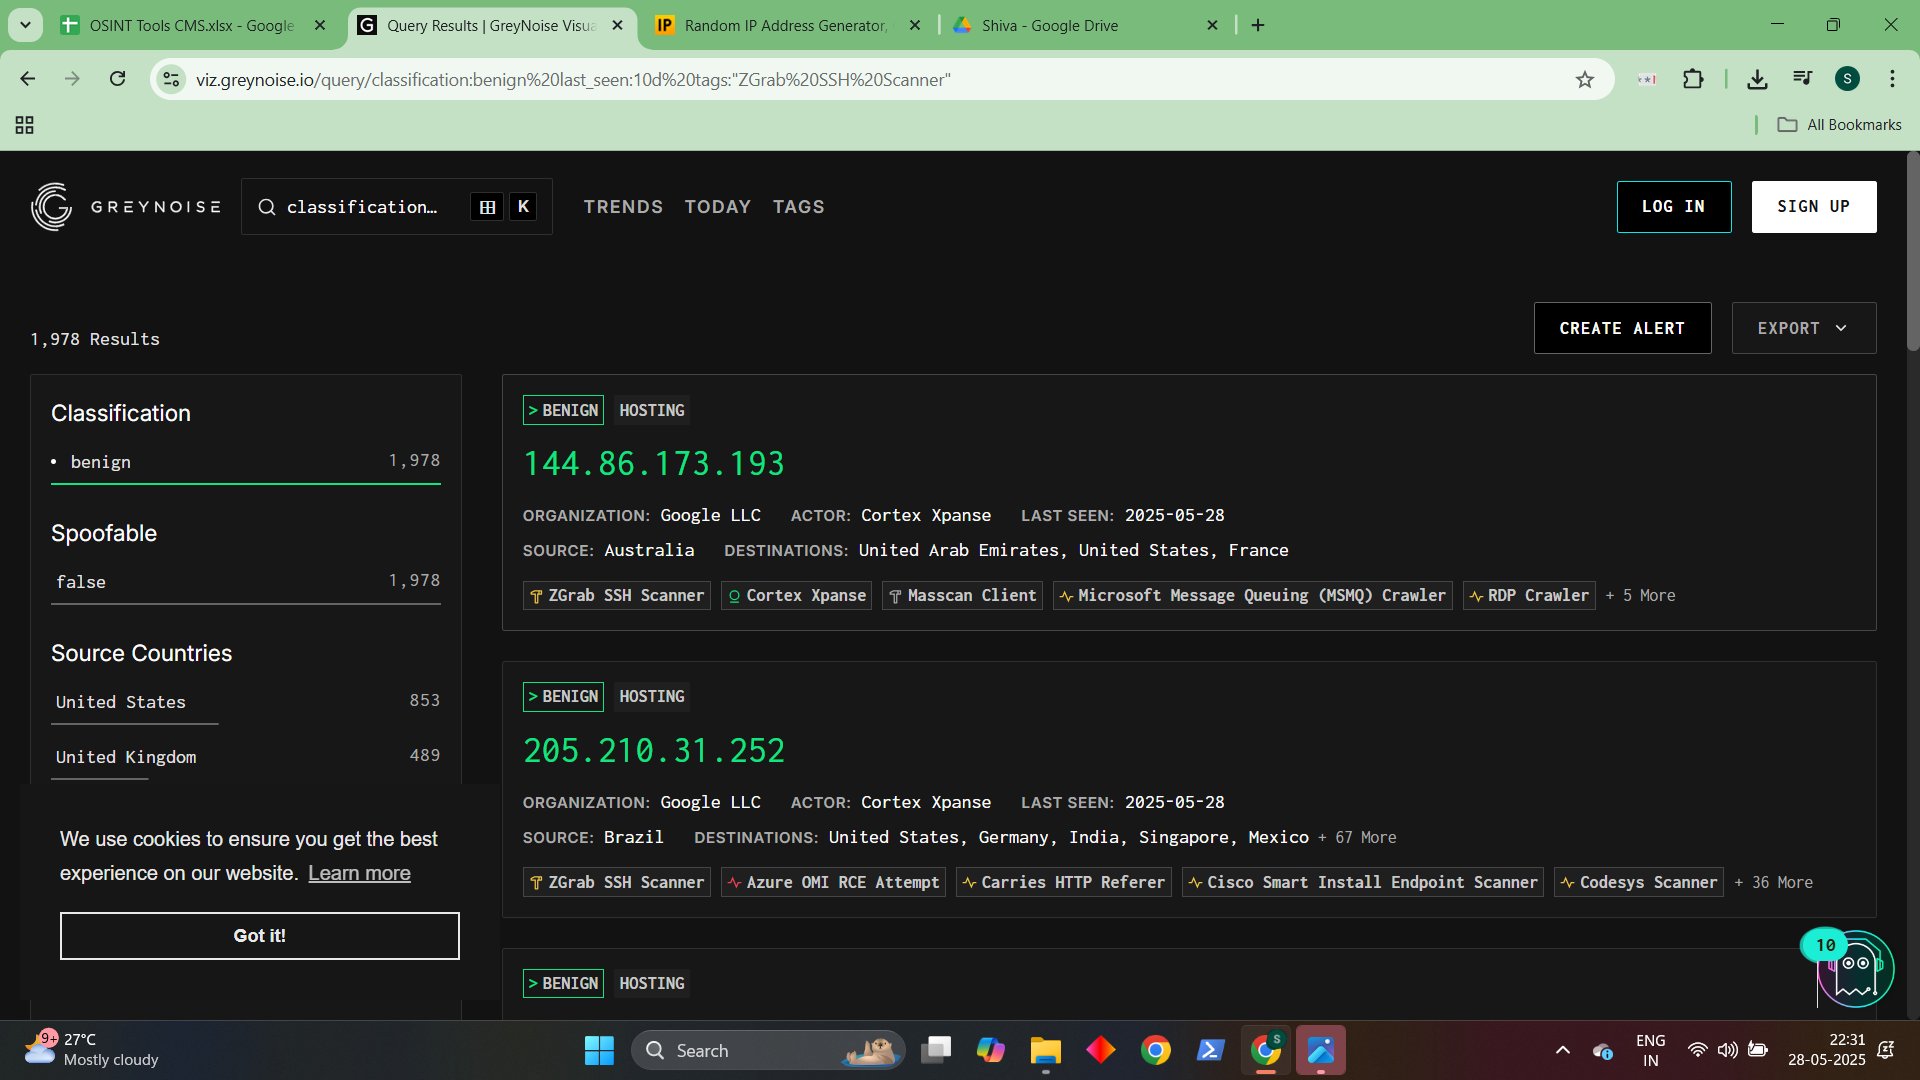 OSINT Tools CMS.xlsx - Google
Query Results | GreyNoise Visua
Random IP Address Generator,
Shiva - Google Drive
viz.greynoise.io/query/classification:benign%20last_seen:10d%20tags:"ZGrab%20SSH%20Scanner"
S
All Bookmarks
GREYNOISE
classification…
K
TRENDS
TODAY
TAGS
LOG IN
SIGN UP
1,978 Results
CREATE ALERT
EXPORT
Classification
benign 1,978
Spoofable
false 1,978
Source Countries
United States 853
United Kingdom 489
We use cookies to ensure you get the best
experience on our website. Learn more
Got it!
> BENIGN HOSTING
144.86.173.193
ORGANIZATION: Google LLC ACTOR: Cortex Xpanse LAST SEEN: 2025-05-28
SOURCE: Australia DESTINATIONS: United Arab Emirates, United States, France
ZGrab SSH Scanner Cortex Xpanse Masscan Client Microsoft Message Queuing (MSMQ) Crawler RDP Crawler + 5 More
> BENIGN HOSTING
205.210.31.252
ORGANIZATION: Google LLC ACTOR: Cortex Xpanse LAST SEEN: 2025-05-28
SOURCE: Brazil DESTINATIONS: United States, Germany, India, Singapore, Mexico + 67 More
ZGrab SSH Scanner Azure OMI RCE Attempt Carries HTTP Referer Cisco Smart Install Endpoint Scanner Codesys Scanner + 36 More
> BENIGN HOSTING
10
9+
27°C
Mostly cloudy
Search
S
ENG
IN
22:31
28-05-2025